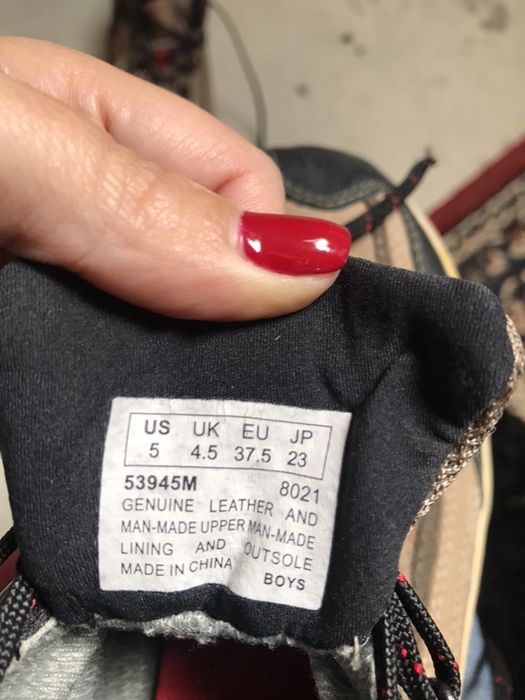 US UK EU JP
5 4.5 37.5 23
53945M 8021
GENUINE LEATHER AND
MAN-MADE UPPER MAN-MADE
LINING AND OUTSOLE
MADE IN CHINA BOYS